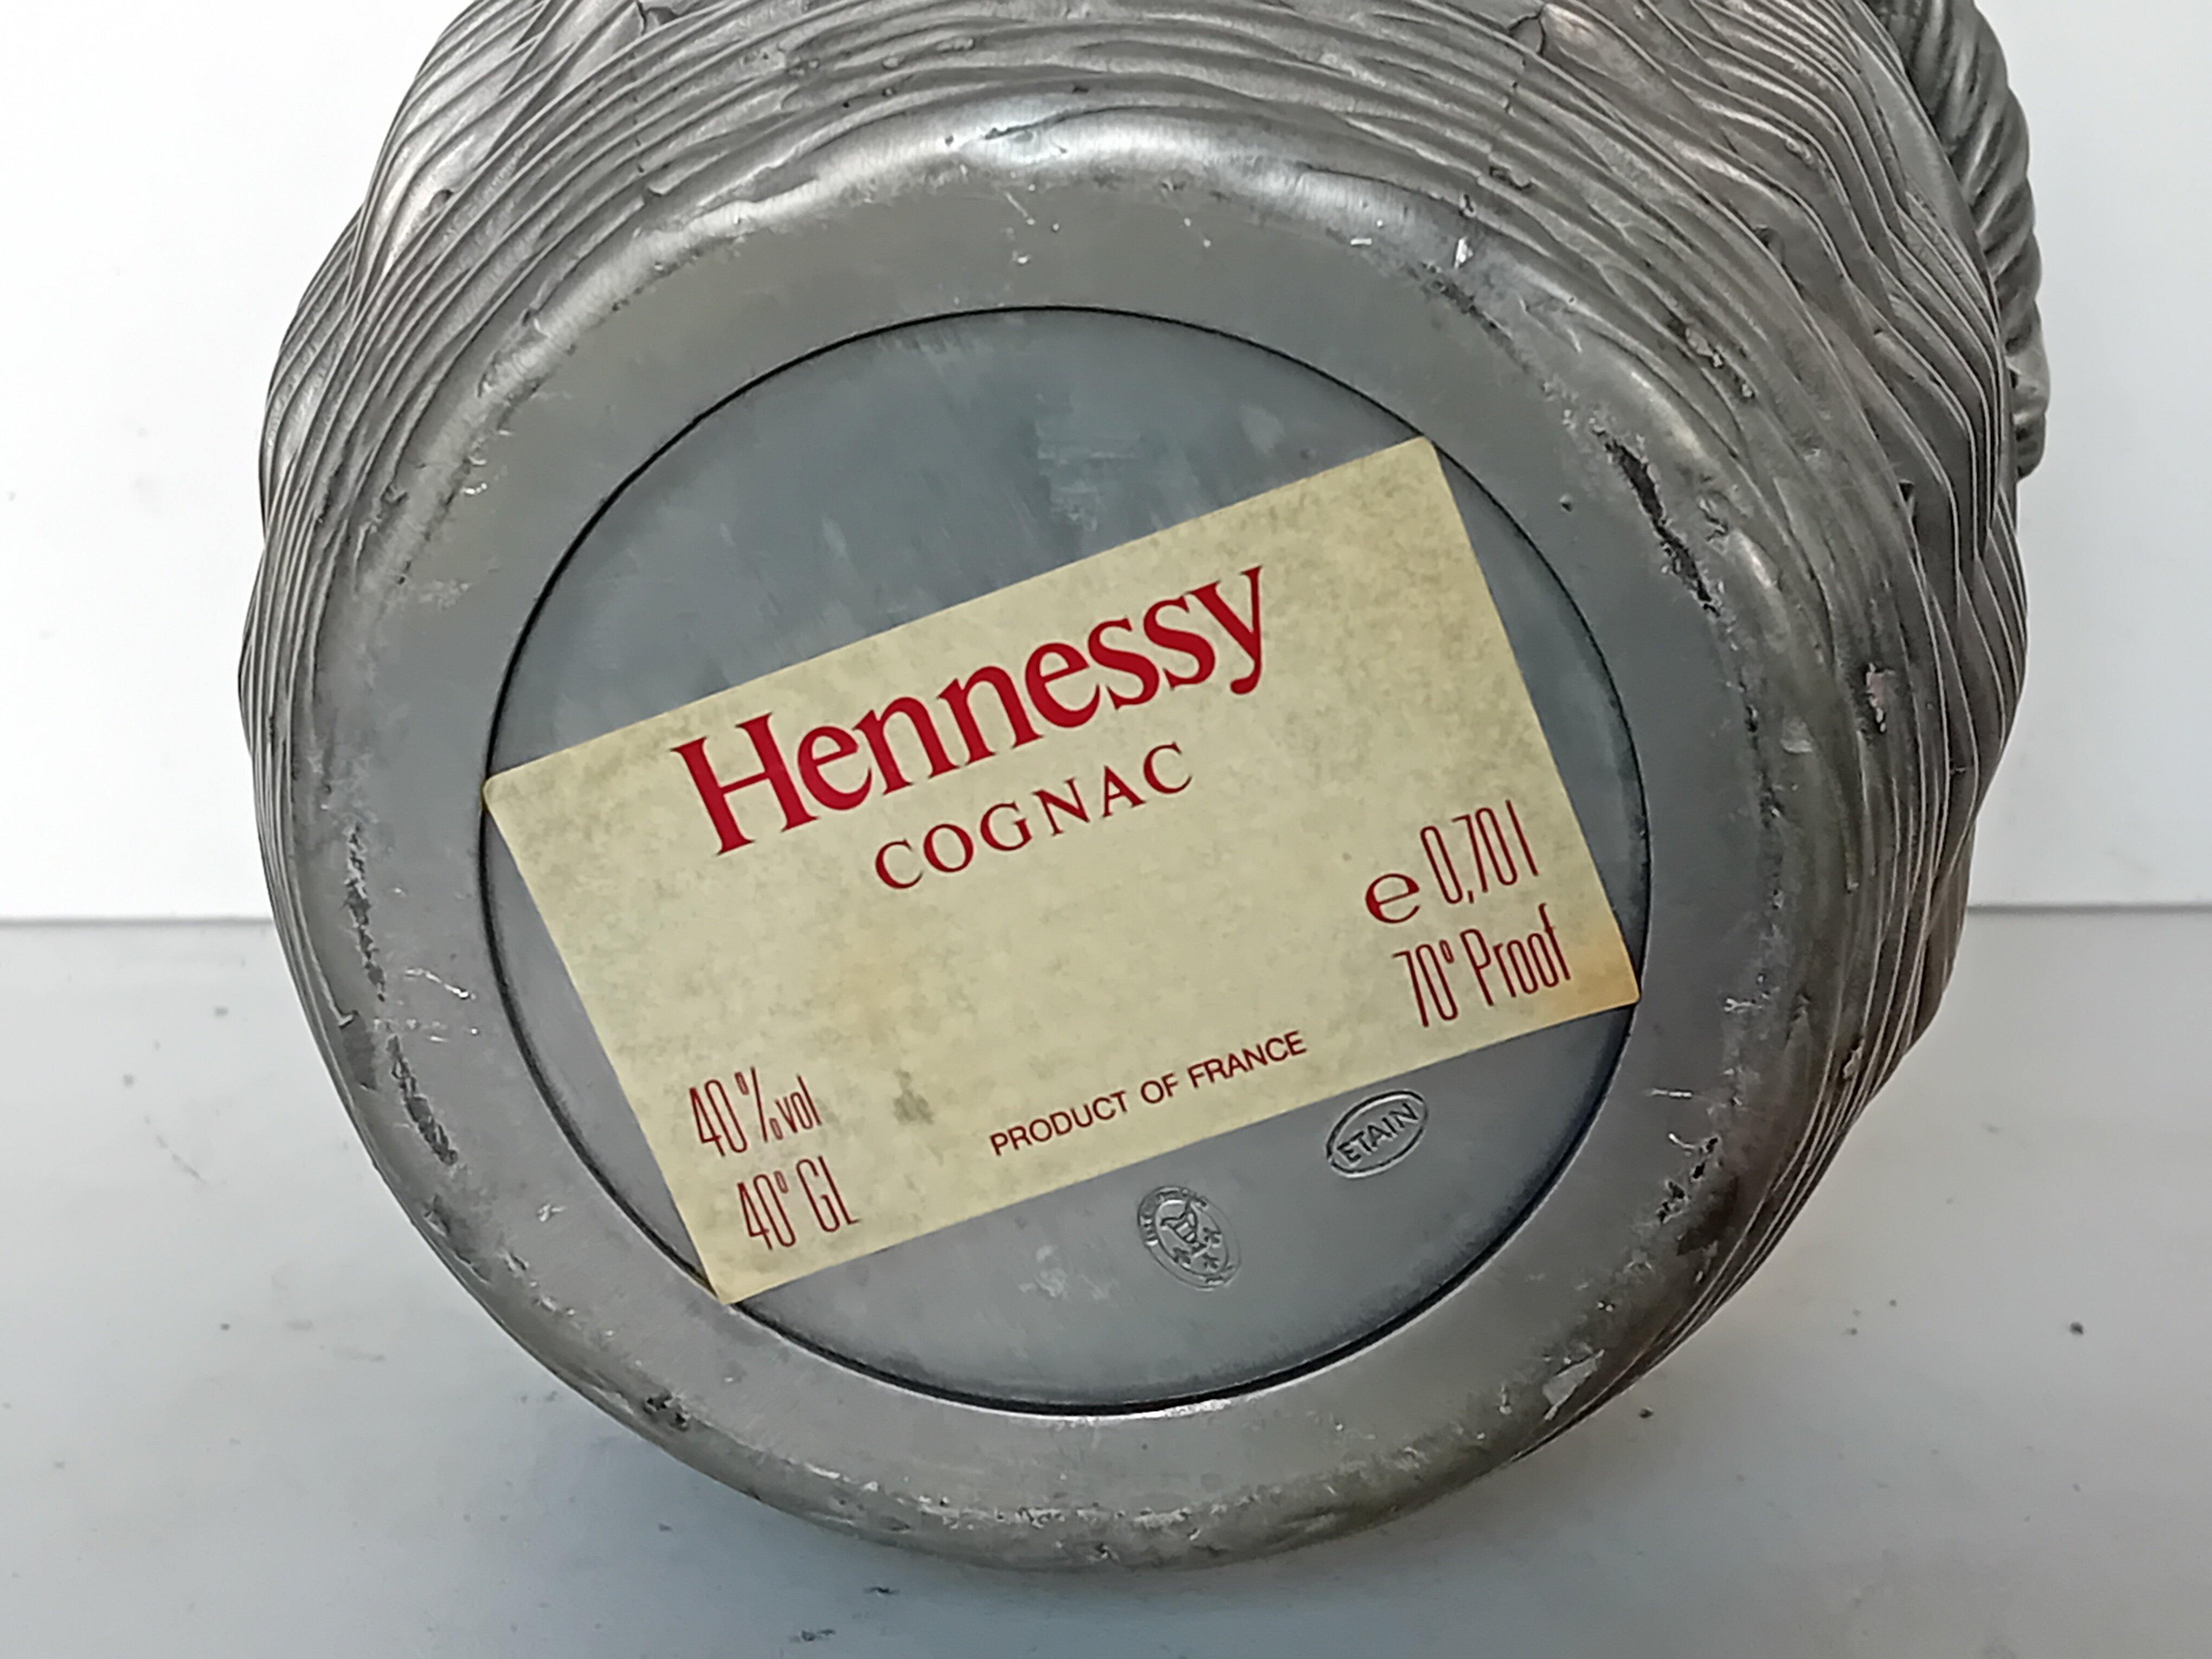 Hennessy
COGNAC
e 0,70 l
70° Proof
40 % vol
40° GL
PRODUCT OF FRANCE
ETAIN